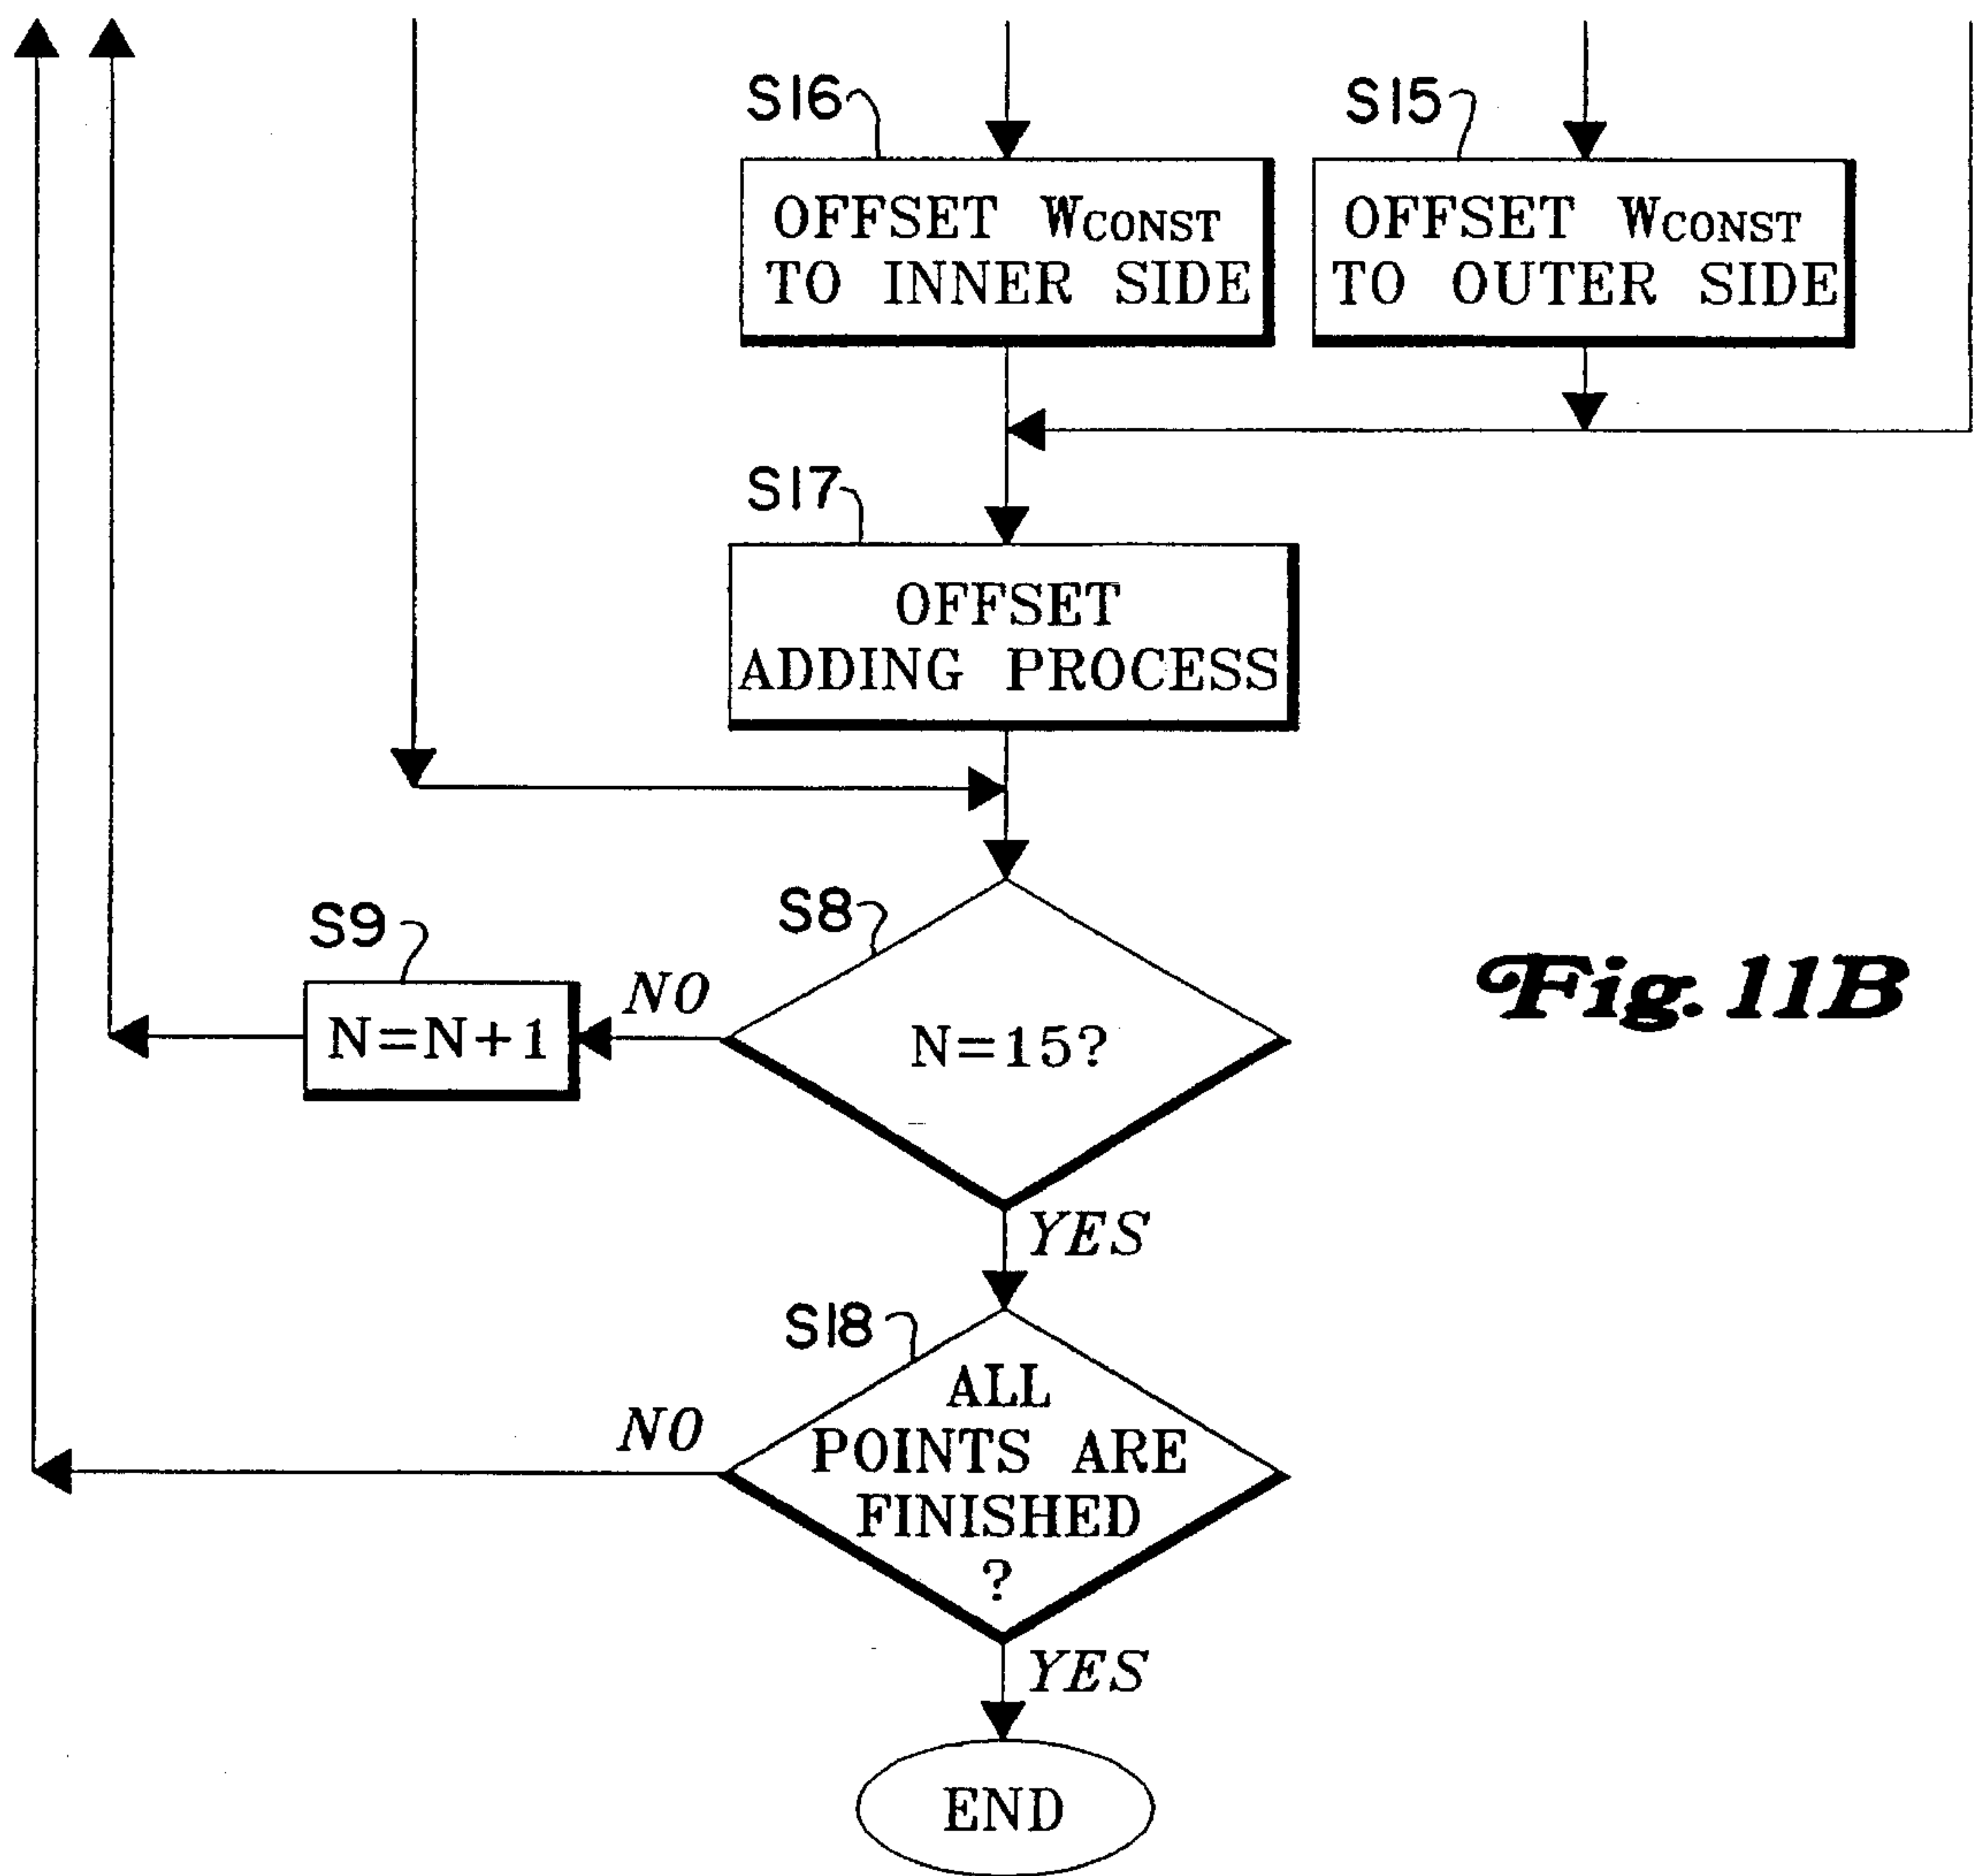 S16
S15
OFFSET WCONST
TO INNER SIDE
OFFSET WCONST
TO OUTER SIDE
S17
OFFSET
ADDING PROCESS
S8
S9
NO
N=N+1
N=15?
Fig. 11B
YES
S18
NO
ALL
POINTS ARE
FINISHED
?
YES
END